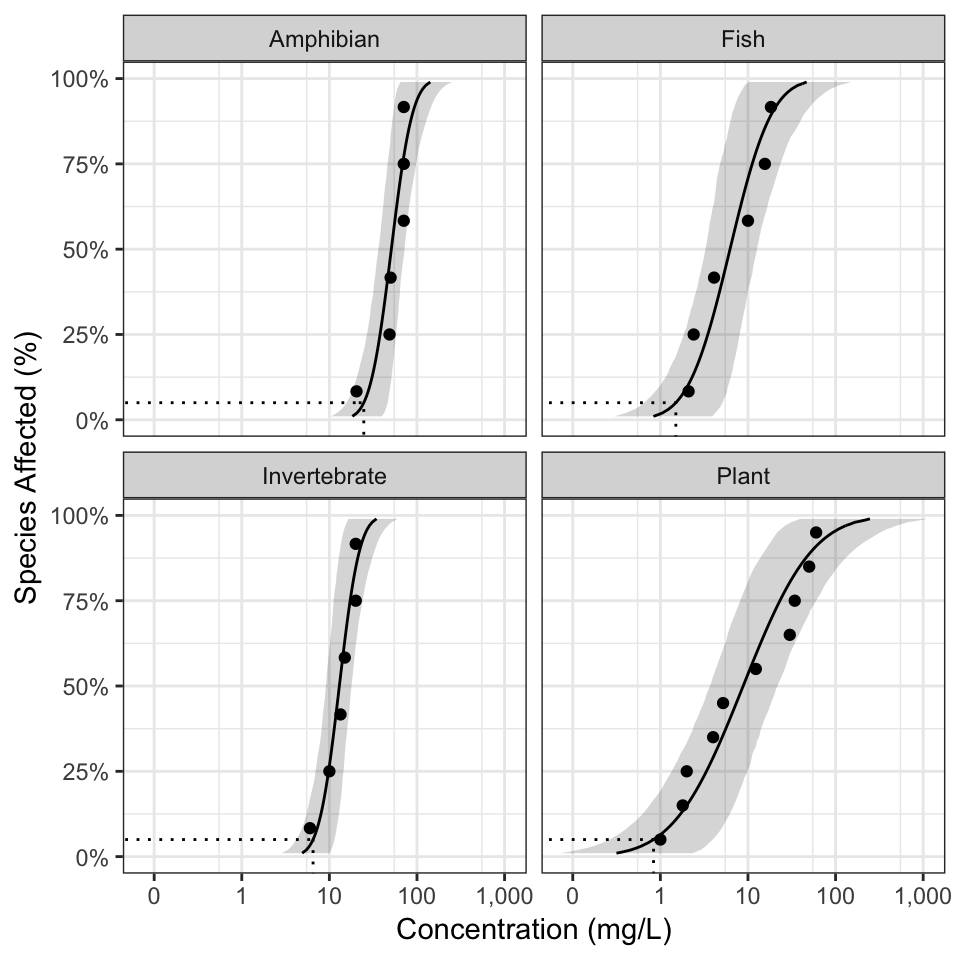 Amphibian
Fish
100%
75%
50%
25%
0%
Invertebrate
Plant
100%
75%
50%
25%
0%
0 1 10 100 1,000
0 1 10 100 1,000
Concentration (mg/L)
Species Affected (%)